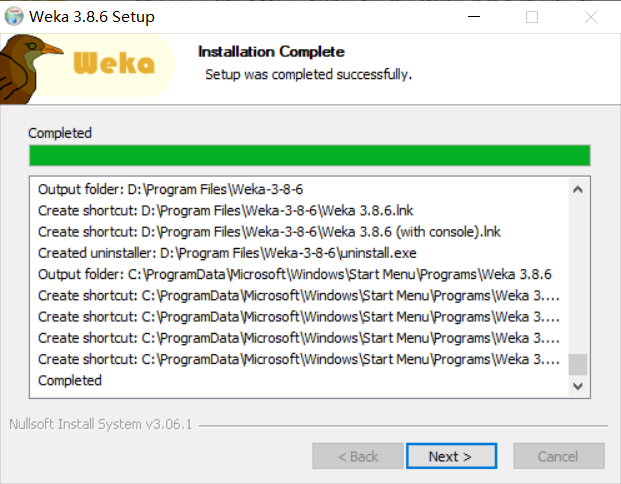 Weka 3.8.6 Setup
Weka
Installation Complete
Setup was completed successfully.
Completed
Output folder: D:\Program Files\Weka-3-8-6
Create shortcut: D:\Program Files\Weka-3-8-6\Weka 3.8.6.lnk
Create shortcut: D:\Program Files\Weka-3-8-6\Weka 3.8.6 (with console).lnk
Created uninstaller: D:\Program Files\Weka-3-8-6\uninstall.exe
Output folder: C:\ProgramData\Microsoft\Windows\Start Menu\Programs\Weka 3.8.6
Create shortcut: C:\ProgramData\Microsoft\Windows\Start Menu\Programs\Weka 3....
Create shortcut: C:\ProgramData\Microsoft\Windows\Start Menu\Programs\Weka 3....
Create shortcut: C:\ProgramData\Microsoft\Windows\Start Menu\Programs\Weka 3....
Create shortcut: C:\ProgramData\Microsoft\Windows\Start Menu\Programs\Weka 3....
Completed
Nullsoft Install System v3.06.1
< Back
Next >
Cancel